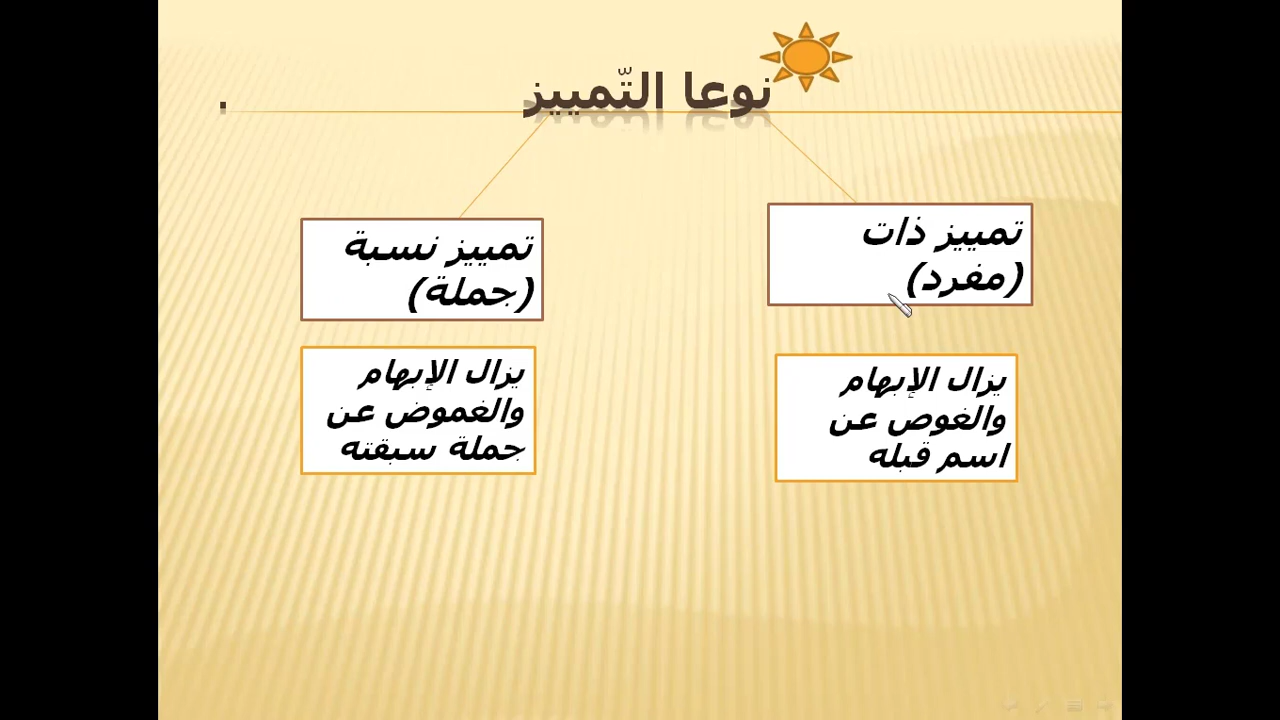 نوعا التّمييز .
تمييز ذات
(مفرد)
يزال الإبهام
والغوص عن
اسم قبله
تمييز نسبة
(جملة)
يزال الإبهام
والغموض عن
جملة سبقته